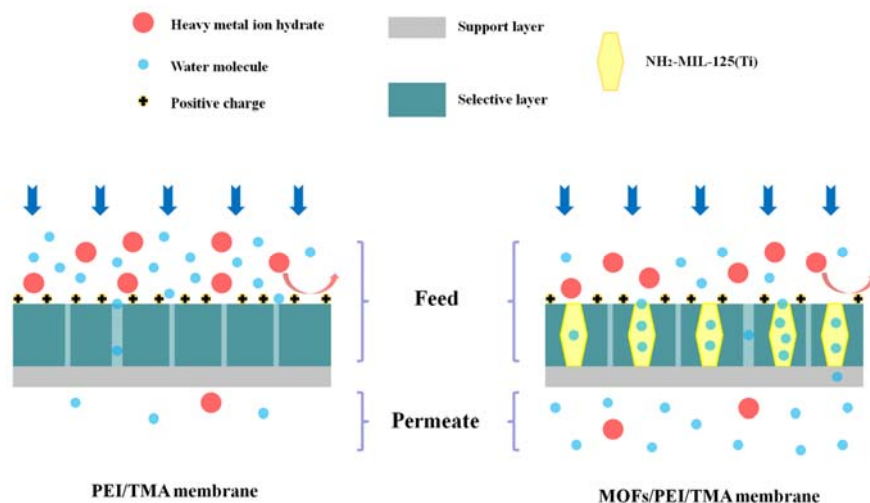 Heavy metal ion hydrate
Water molecule
Positive charge
Support layer
Selective layer
NH₂-MIL-125(Ti)
Feed
Permeate
PEI/TMA membrane
MOFs/PEI/TMA membrane